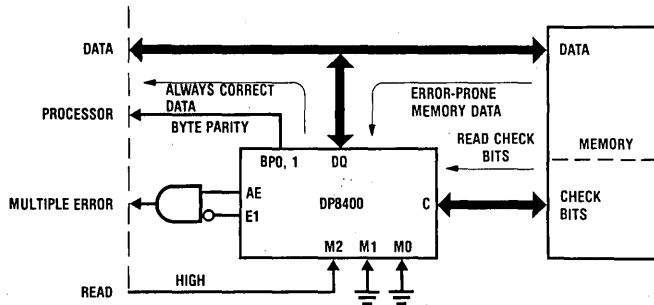 DATA
DATA
ALWAYS CORRECT
DATA
ERROR-PRONE
MEMORY DATA
PROCESSOR
BYTE PARITY
READ CHECK
BITS
MEMORY
BP0, 1 DQ
MULTIPLE ERROR
AE
E1
DP8400
C
CHECK
BITS
M2 M1 M0
READ
HIGH